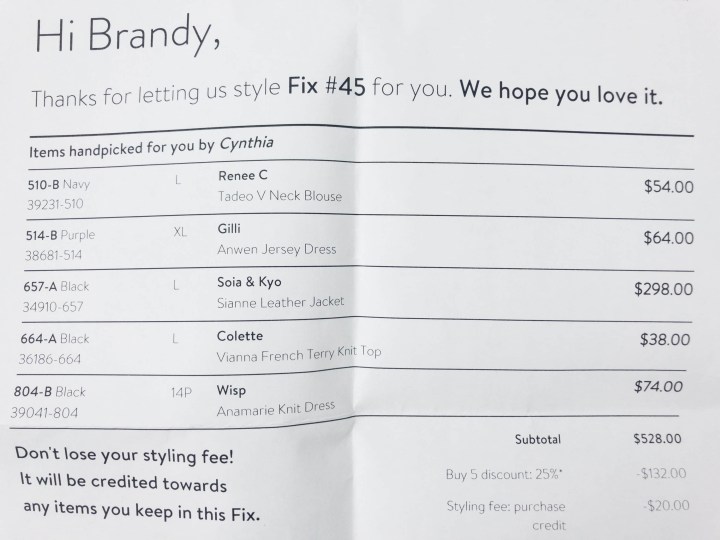 Hi Brandy,
Thanks for letting us style Fix #45 for you. We hope you love it.
Items handpicked for you by Cynthia
510-B Navy L Renee C $54.00
39231-510 Tadeo V Neck Blouse
514-B Purple XL Gilli $64.00
38681-514 Anwen Jersey Dress
657-A Black L Soia & Kyo $298.00
34910-657 Sianne Leather Jacket
664-A Black L Colette $38.00
36186-664 Vianna French Terry Knit Top
804-B Black 14P Wisp $74.00
39041-804 Anamarie Knit Dress
Subtotal $528.00
Buy 5 discount: 25%* -$132.00
Styling fee: purchase -$20.00
credit
Don't lose your styling fee!
It will be credited towards
any items you keep in this Fix.